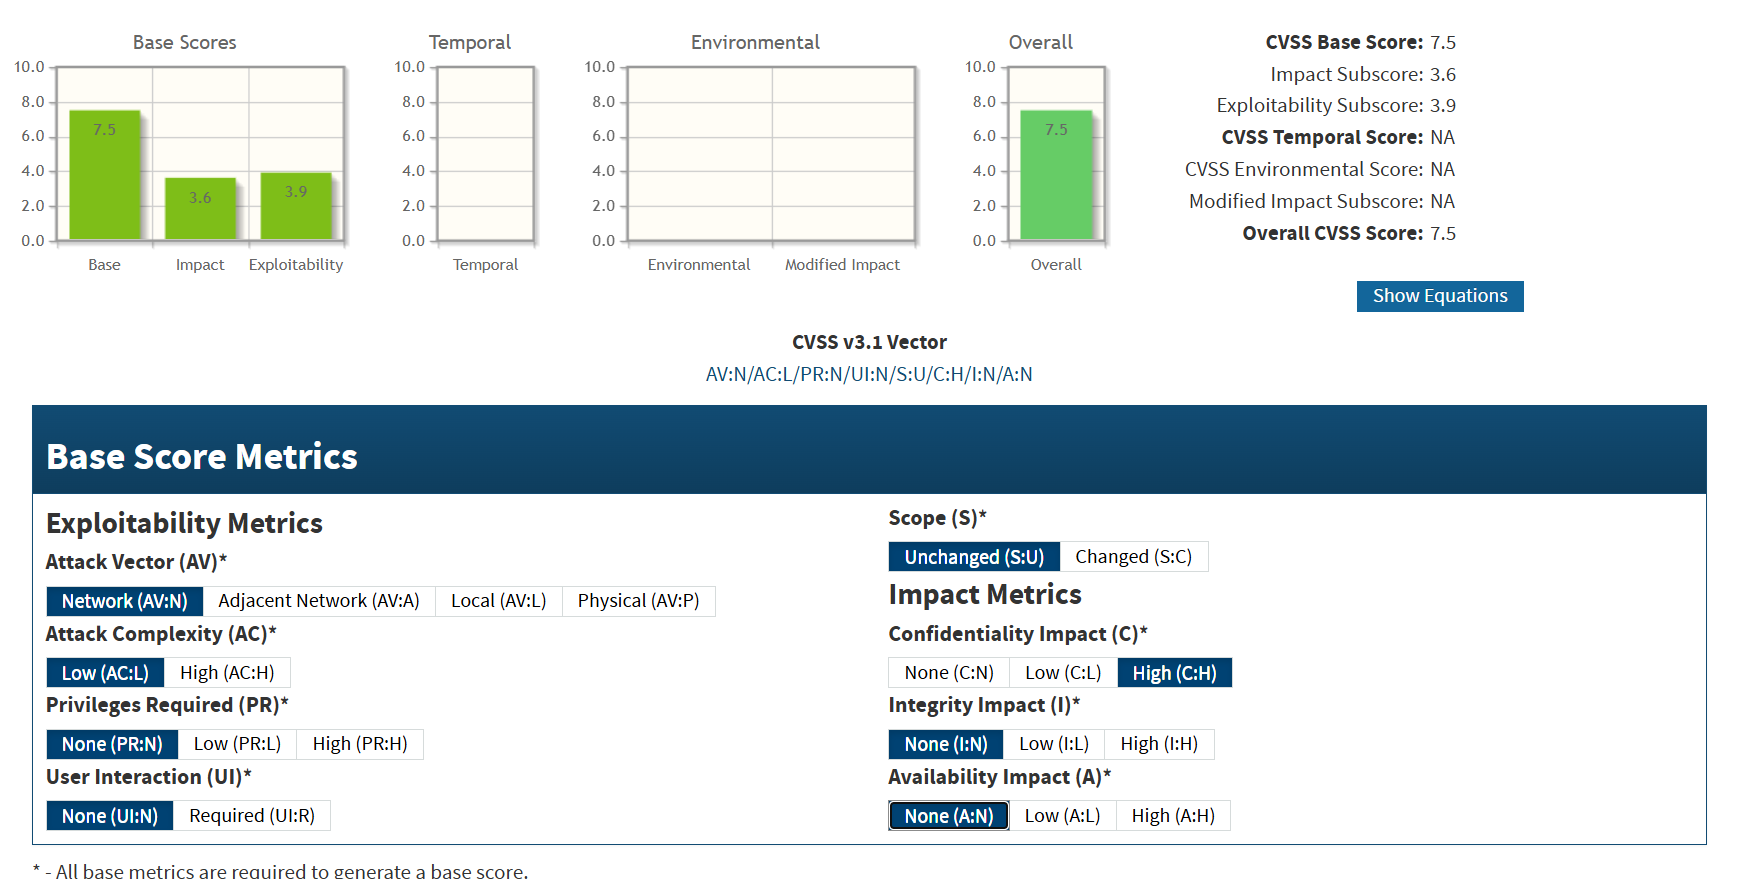 Base Scores
10.0
8.0
6.0
4.0
2.0
0.0
7.5
3.6
3.9
Base Impact Exploitability
Temporal
10.0
8.0
6.0
4.0
2.0
0.0
Temporal
Environmental
10.0
8.0
6.0
4.0
2.0
0.0
Environmental Modified Impact
Overall
10.0
8.0
6.0
4.0
2.0
0.0
7.5
Overall
CVSS Base Score: 7.5
Impact Subscore: 3.6
Exploitability Subscore: 3.9
CVSS Temporal Score: NA
CVSS Environmental Score: NA
Modified Impact Subscore: NA
Overall CVSS Score: 7.5
Show Equations
CVSS v3.1 Vector
AV:N/AC:L/PR:N/UI:N/S:U/C:H/I:N/A:N
Base Score Metrics
Exploitability Metrics
Attack Vector (AV)*
Network (AV:N) Adjacent Network (AV:A) Local (AV:L) Physical (AV:P)
Attack Complexity (AC)*
Low (AC:L) High (AC:H)
Privileges Required (PR)*
None (PR:N) Low (PR:L) High (PR:H)
User Interaction (UI)*
None (UI:N) Required (UI:R)
Scope (S)*
Unchanged (S:U) Changed (S:C)
Impact Metrics
Confidentiality Impact (C)*
None (C:N) Low (C:L) High (C:H)
Integrity Impact (I)*
None (I:N) Low (I:L) High (I:H)
Availability Impact (A)*
None (A:N) Low (A:L) High (A:H)
* - All base metrics are required to generate a base score.